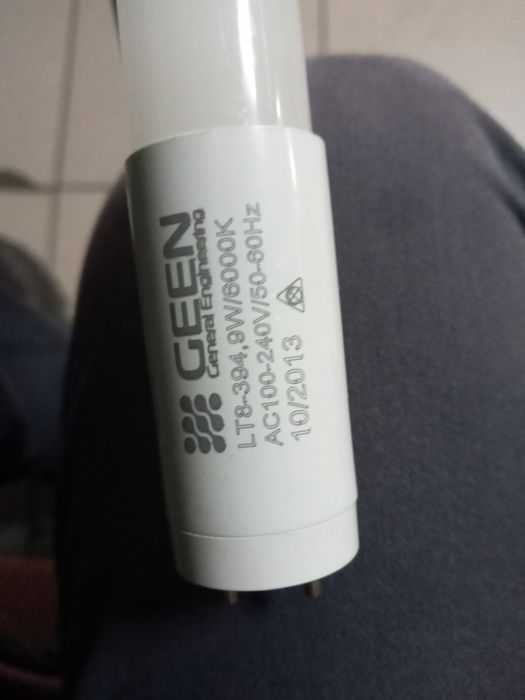 GEEN
General Engineering
LT8-394,9W/6000K
AC100-240V/50-60Hz
10/2013